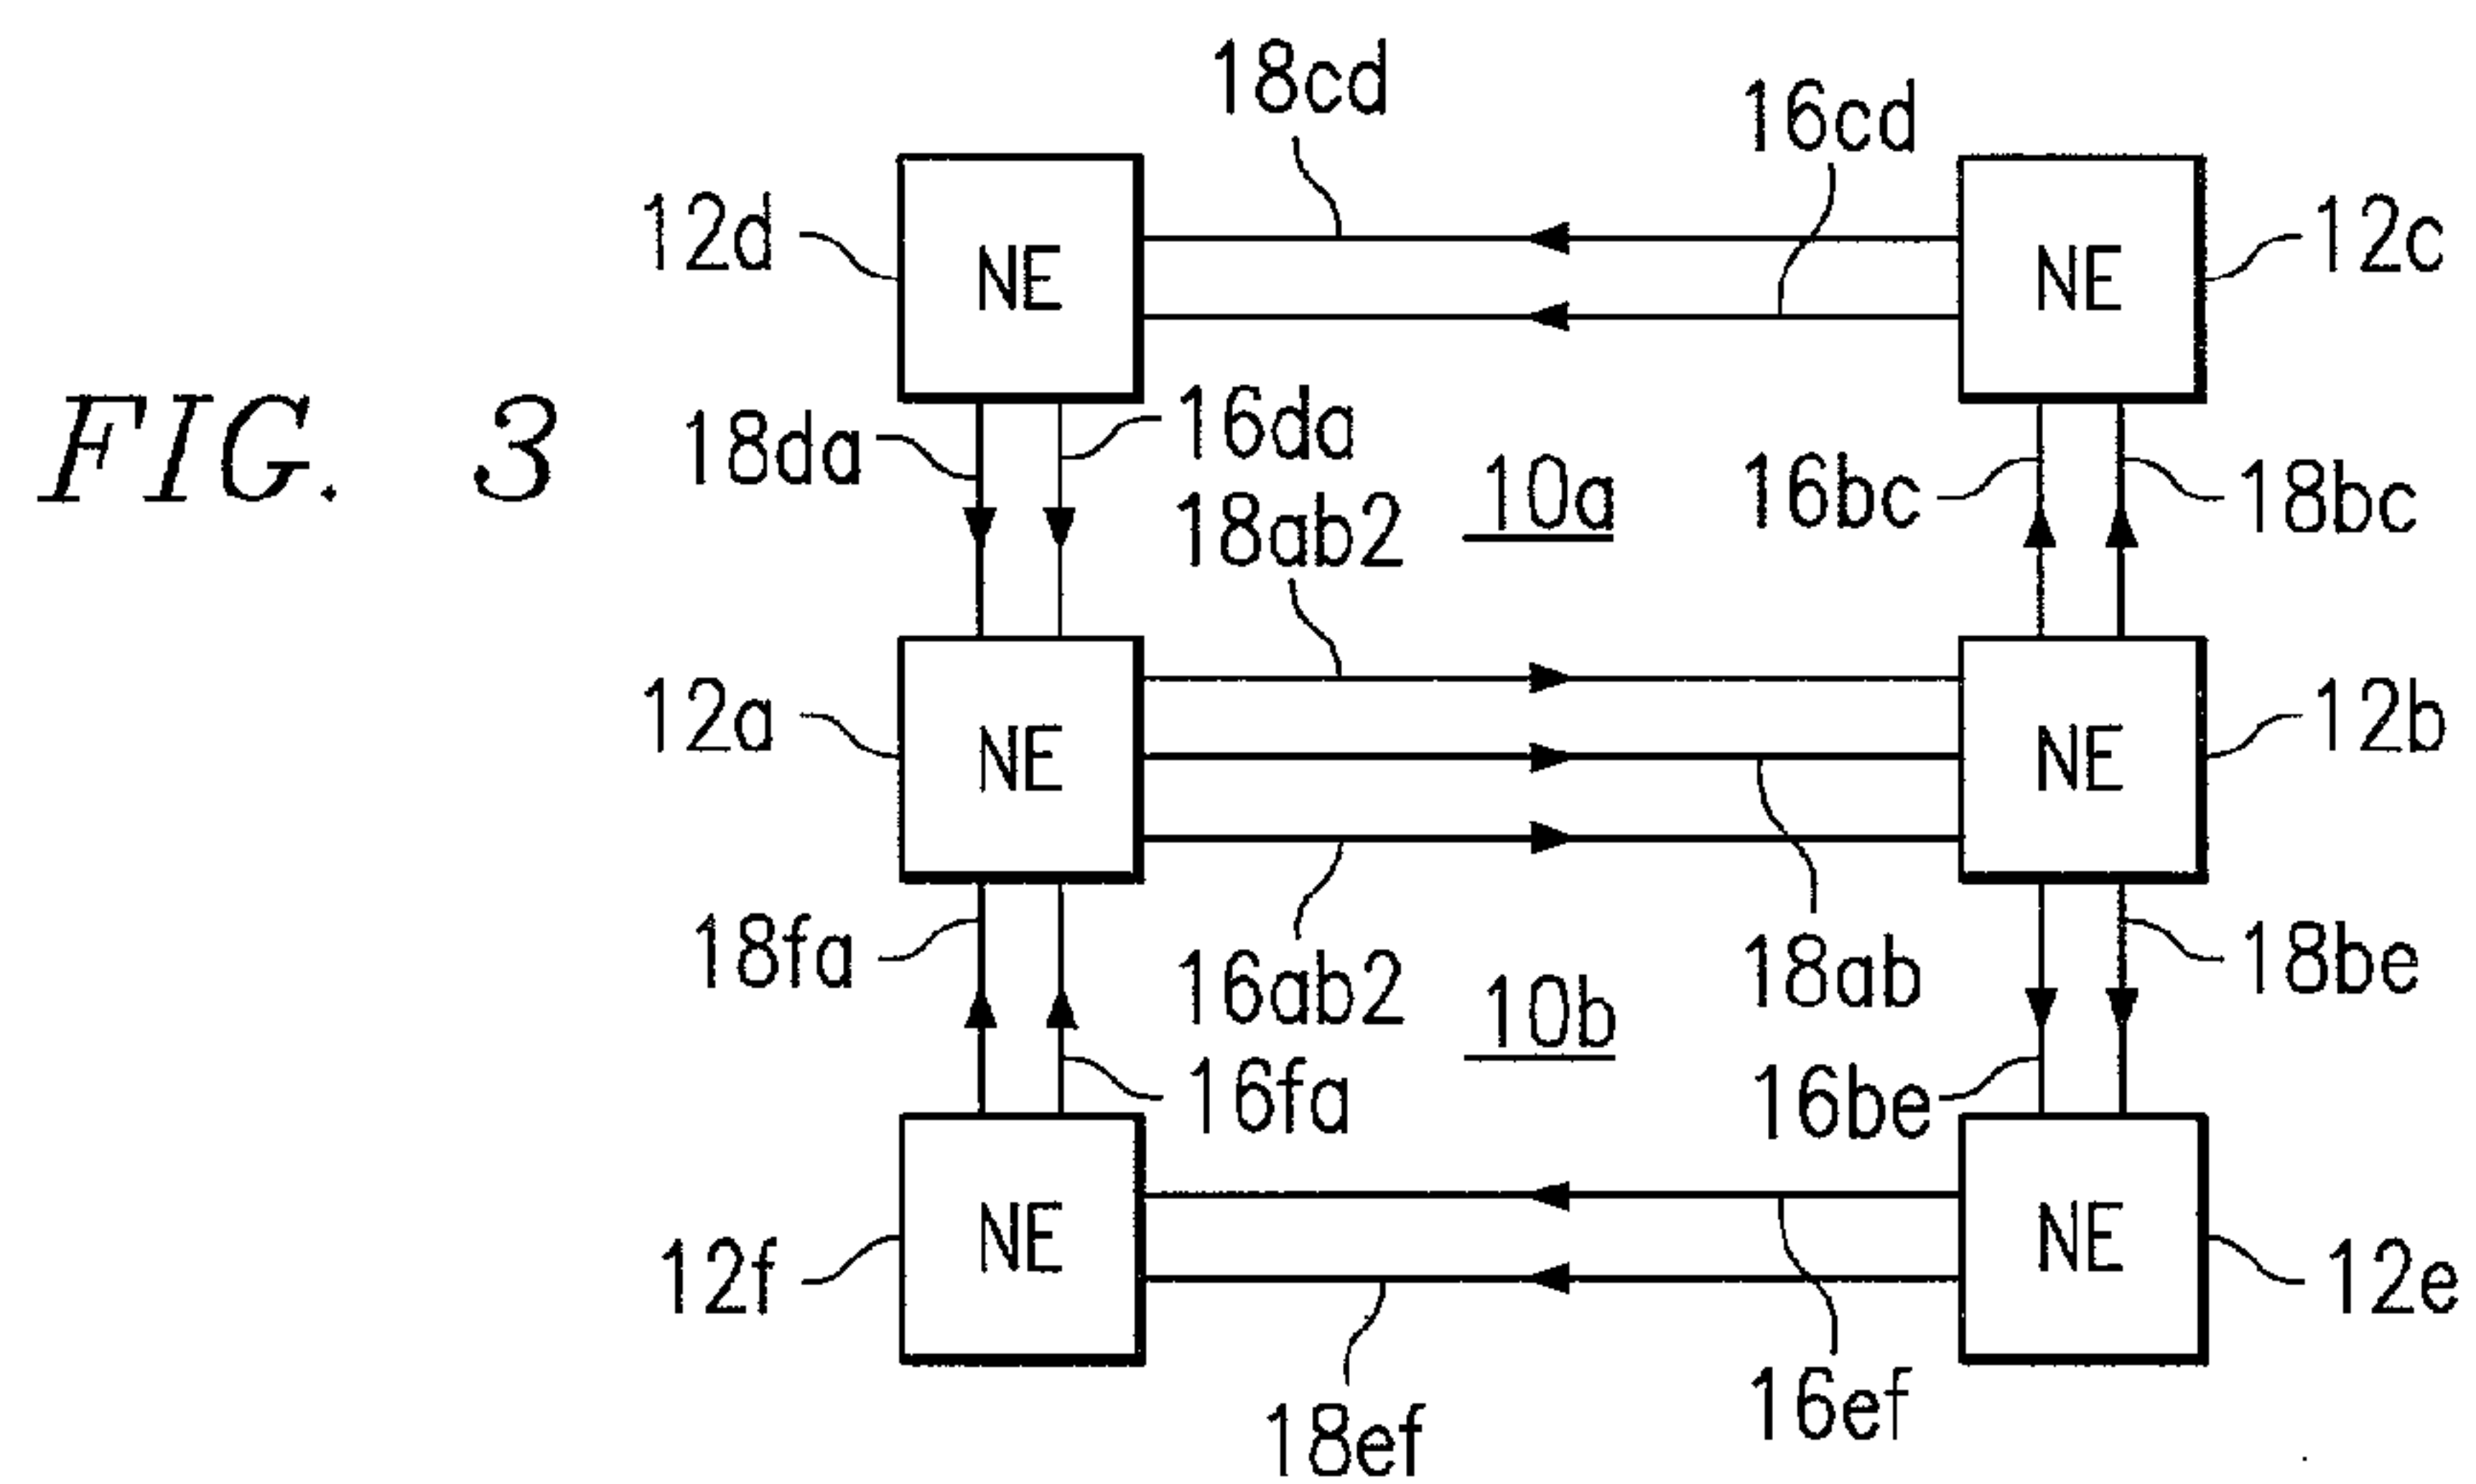 18cd
16cd
12d
NE
NE
12c
FIG. 3
18da
16da
10a
16bc
18bc
18ab2
12a
NE
NE
12b
18fa
16ab2
10b
18ab
18be
16fa
16be
12f
NE
NE
12e
18ef
16ef